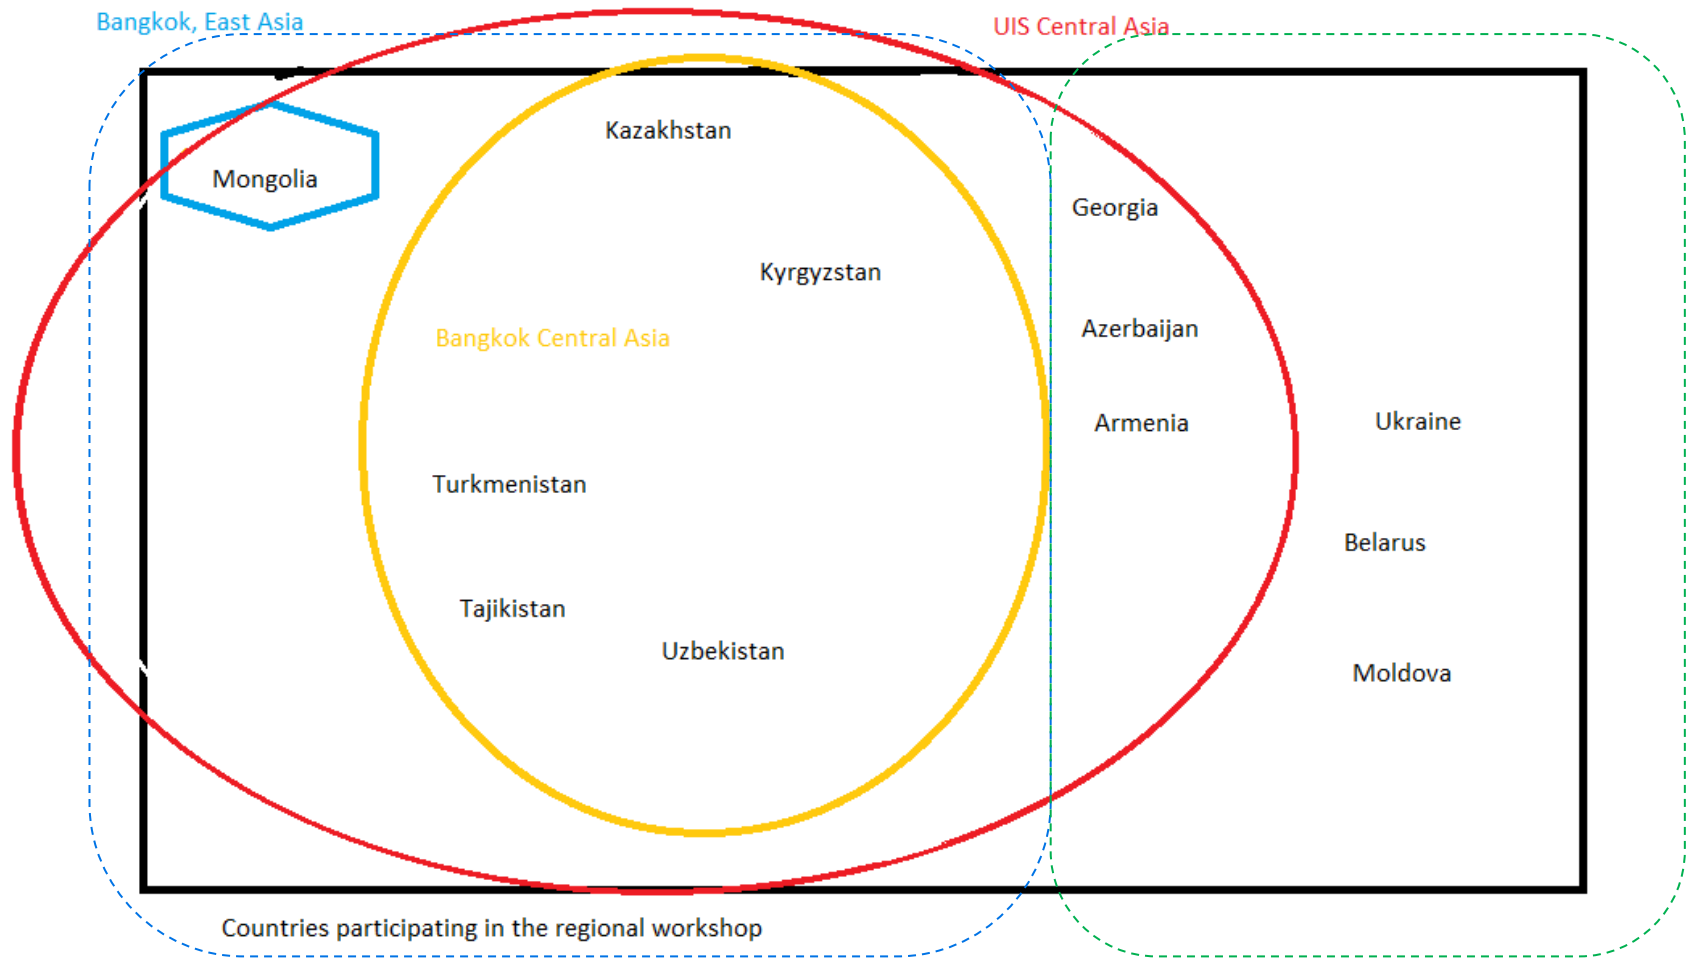 Bangkok, East Asia
UIS Central Asia
Kazakhstan
Mongolia
Georgia
Kyrgyzstan
Azerbaijan
Bangkok Central Asia
Armenia
Ukraine
Turkmenistan
Belarus
Tajikistan
Uzbekistan
Moldova
Countries participating in the regional workshop